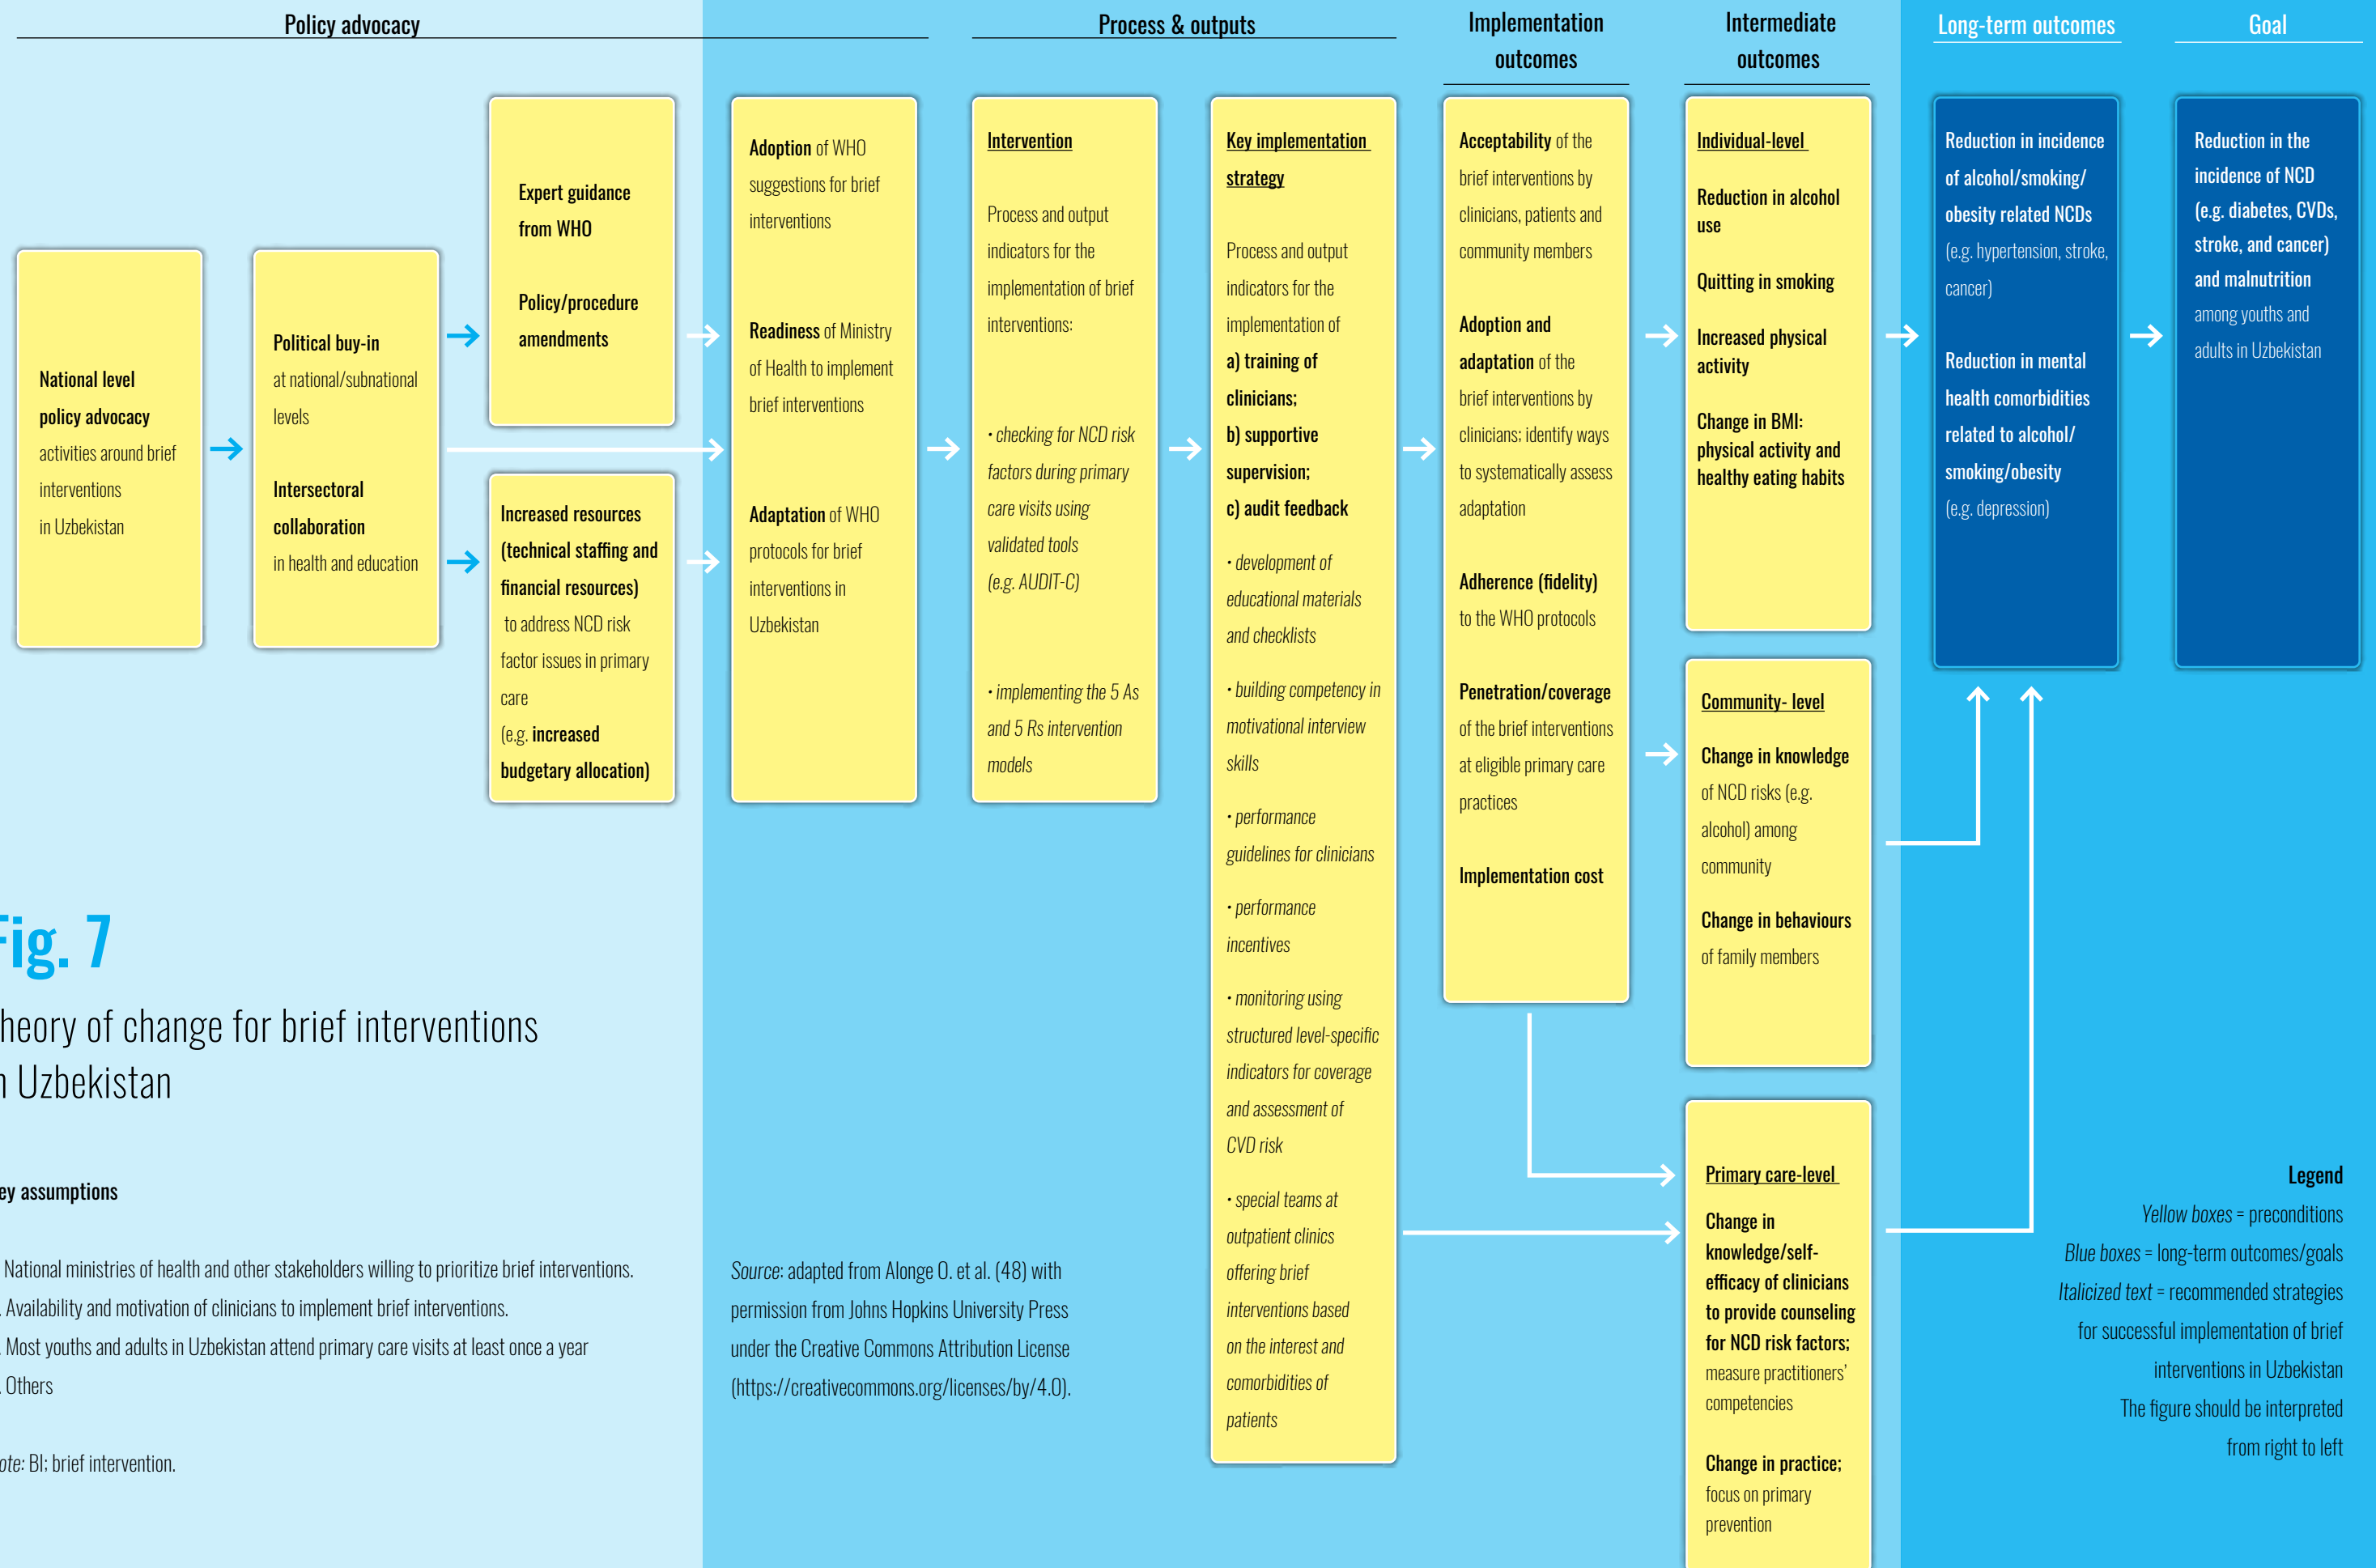 Policy advocacy
Process & outputs
Implementation
outcomes
Intermediate
outcomes
Long-term outcomes
Goal
National level
policy advocacy
activities around brief
interventions
in Uzbekistan
Political buy-in
at national/subnational
levels
Intersectoral
collaboration
in health and education
Expert guidance
from WHO
Policy/procedure
amendments
Increased resources
(technical staffing and
financial resources)
to address NCD risk
factor issues in primary
care
(e.g. increased
budgetary allocation)
Adoption of WHO
suggestions for brief
interventions
Readiness of Ministry
of Health to implement
brief interventions
Adaptation of WHO
protocols for brief
interventions in
Uzbekistan
Intervention
Process and output
indicators for the
implementation of brief
interventions:
• checking for NCD risk
factors during primary
care visits using
validated tools
(e.g. AUDIT-C)
• implementing the 5 As
and 5 Rs intervention
models
Key implementation
strategy
Process and output
indicators for the
implementation of
a) training of
clinicians;
b) supportive
supervision;
c) audit feedback
• development of
educational materials
and checklists
• building competency in
motivational interview
skills
• performance
guidelines for clinicians
• performance
incentives
• monitoring using
structured level-specific
indicators for coverage
and assessment of
CVD risk
• special teams at
outpatient clinics
offering brief
interventions based
on the interest and
comorbidities of
patients
Acceptability of the
brief interventions by
clinicians, patients and
community members
Adoption and
adaptation of the
brief interventions by
clinicians; identify ways
to systematically assess
adaptation
Adherence (fidelity)
to the WHO protocols
Penetration/coverage
of the brief interventions
at eligible primary care
practices
Implementation cost
Individual-level
Reduction in alcohol
use
Quitting in smoking
Increased physical
activity
Change in BMI:
physical activity and
healthy eating habits
Community- level
Change in knowledge
of NCD risks (e.g.
alcohol) among
community
Change in behaviours
of family members
Primary care-level
Change in
knowledge/self-
efficacy of clinicians
to provide counseling
for NCD risk factors;
measure practitioners'
competencies
Change in practice;
focus on primary
prevention
Reduction in incidence
of alcohol/smoking/
obesity related NCDs
(e.g. hypertension, stroke,
cancer)
Reduction in mental
health comorbidities
related to alcohol/
smoking/obesity
(e.g. depression)
Reduction in the
incidence of NCD
(e.g. diabetes, CVDs,
stroke, and cancer)
and malnutrition
among youths and
adults in Uzbekistan
Fig. 7
heory of change for brief interventions
n Uzbekistan
ey assumptions
National ministries of health and other stakeholders willing to prioritize brief interventions.
. Availability and motivation of clinicians to implement brief interventions.
. Most youths and adults in Uzbekistan attend primary care visits at least once a year
. Others
ote: BI; brief intervention.
Source: adapted from Alonge O. et al. (48) with
permission from Johns Hopkins University Press
under the Creative Commons Attribution License
(https://creativecommons.org/licenses/by/4.0).
Legend
Yellow boxes = preconditions
Blue boxes = long-term outcomes/goals
Italicized text = recommended strategies
for successful implementation of brief
interventions in Uzbekistan
The figure should be interpreted
from right to left